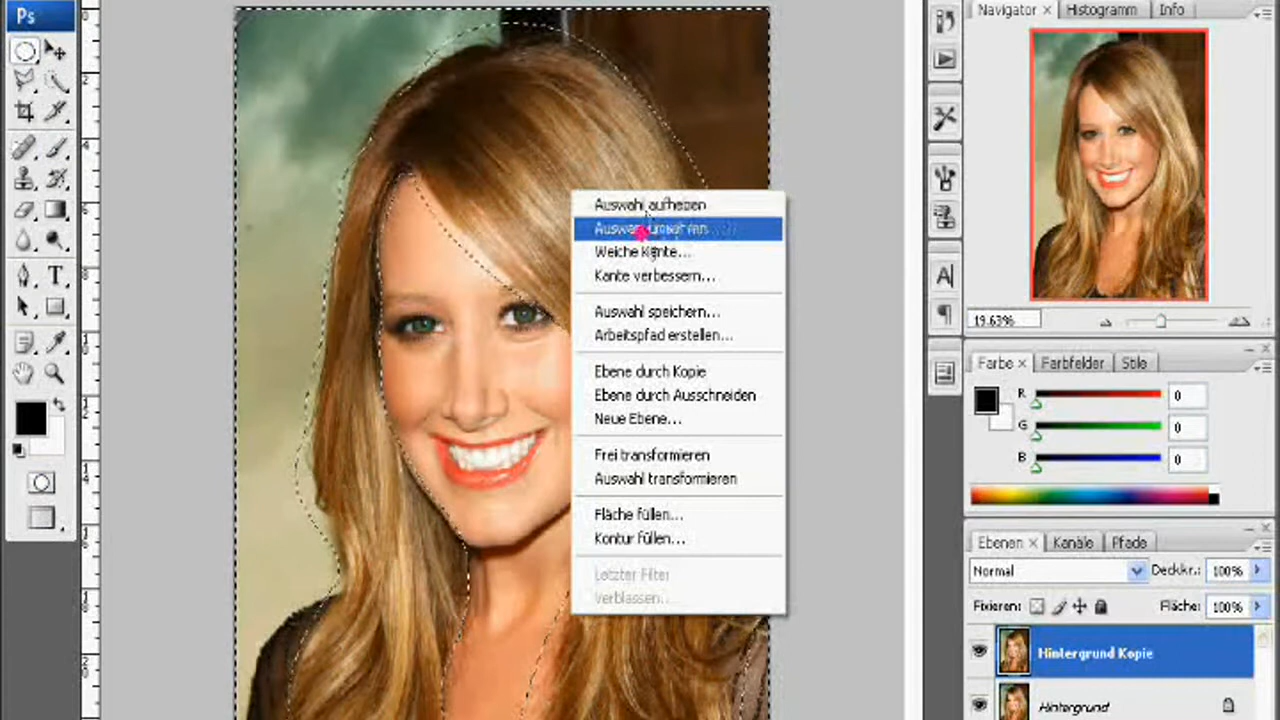 Ps
Navigator × Histogramm Info
19.63%
Farbe × Farbfelder Stile
R 0
G 0
B 0
Ebenen × Kanäle Pfade
Normal Deckkr.: 100%
Fixieren: Fläche: 100%
Hintergrund Kopie
Hintergrund
Auswahl aufheben
Weiche Kante...
Kante verbessern...
Auswahl speichern...
Arbeitspfad erstellen...
Ebene durch Kopie
Ebene durch Ausschneiden
Neue Ebene...
Frei transformieren
Auswahl transformieren
Fläche füllen...
Kontur füllen...
Letzter Filter
Verblassen...